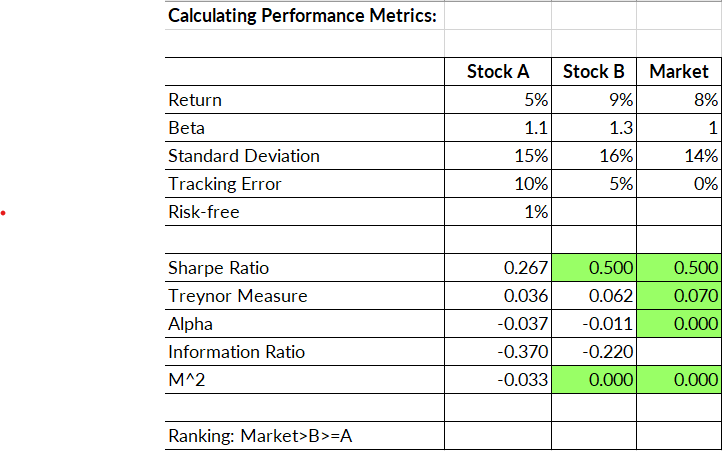 Calculating Performance Metrics:
Stock A Stock B Market
Return 5% 9% 8%
Beta 1.1 1.3 1
Standard Deviation 15% 16% 14%
Tracking Error 10% 5% 0%
Risk-free 1%
Sharpe Ratio 0.267 0.500 0.500
Treynor Measure 0.036 0.062 0.070
Alpha -0.037 -0.011 0.000
Information Ratio -0.370 -0.220
M^2 -0.033 0.000 0.000
Ranking: Market>B>=A